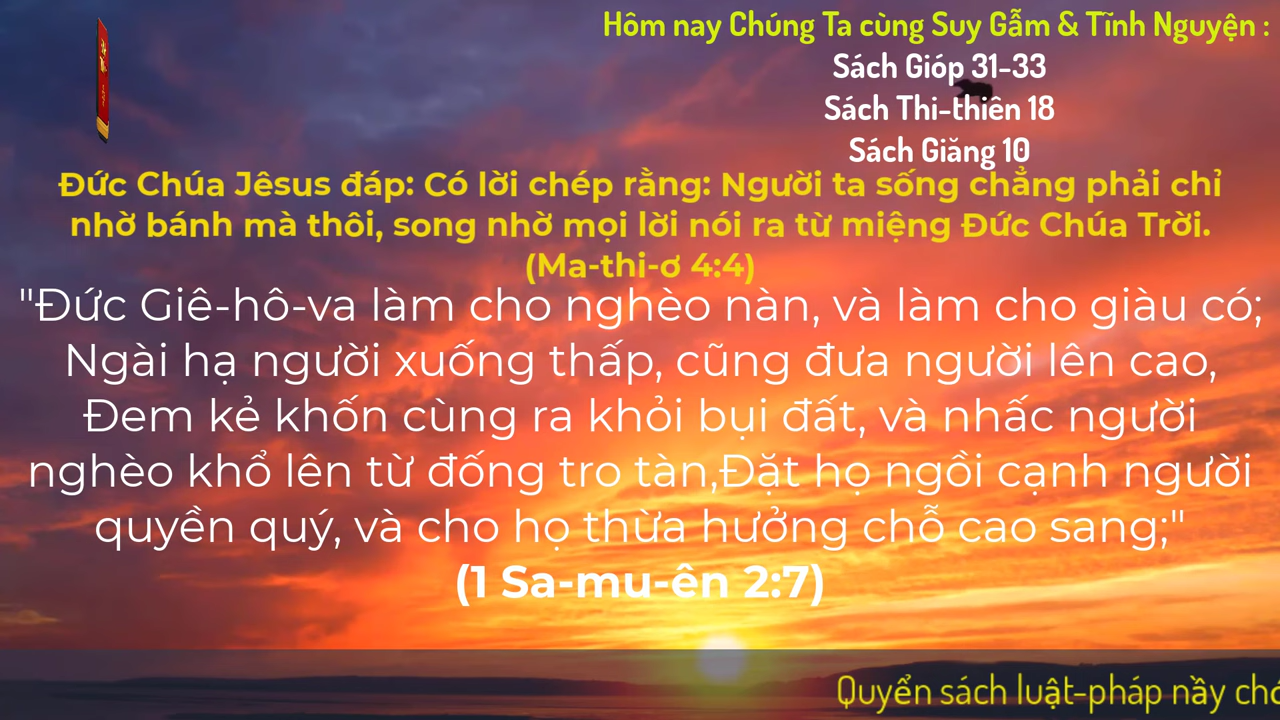 Hôm nay Chúng Ta cùng Suy Gẫm & Tĩnh Nguyện :
Sách Gióp 31-33
Sách Thi-thiên 18
Sách Giăng 10
Đức Chúa Jêsus đáp: Có lời chép rằng: Người ta sống chẳng phải chỉ
nhờ bánh mà thôi, song nhờ mọi lời nói ra từ miệng Đức Chúa Trời.
(Ma-thi-ơ 4:4)
"Đức Giê-hô-va làm cho nghèo nàn, và làm cho giàu có;
Ngài hạ người xuống thấp, cũng đưa người lên cao,
Đem kẻ khốn cùng ra khỏi bụi đất, và nhấc người
nghèo khổ lên từ đống tro tàn,Đặt họ ngồi cạnh người
quyền quý, và cho họ thừa hưởng chỗ cao sang;"
(1 Sa-mu-ên 2:7)
Quyển sách luật-pháp nầy